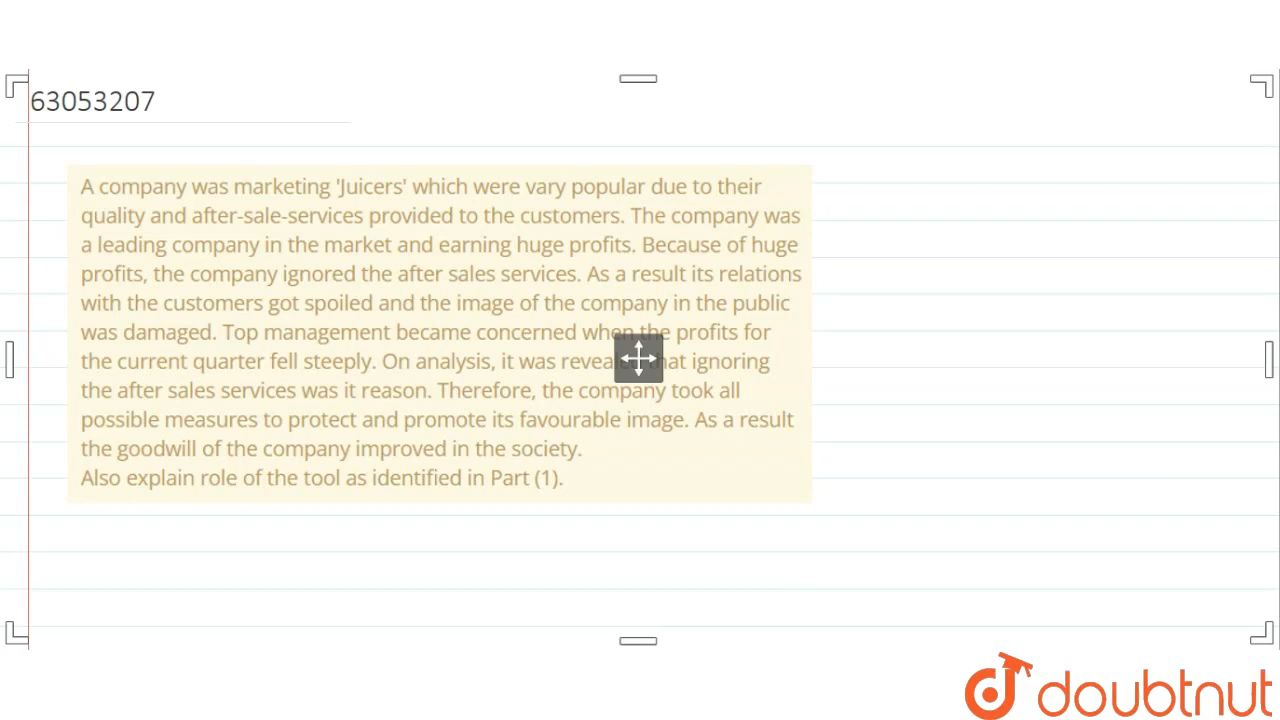 63053207
A company was marketing 'Juicers' which were vary popular due to their
quality and after-sale-services provided to the customers. The company was
a leading company in the market and earning huge profits. Because of huge
profits, the company ignored the after sales services. As a result its relations
with the customers got spoiled and the image of the company in the public
was damaged. Top management became concerned when the profits for
the current quarter fell steeply. On analysis, it was revealed that ignoring
the after sales services was it reason. Therefore, the company took all
possible measures to protect and promote its favourable image. As a result
the goodwill of the company improved in the society.
Also explain role of the tool as identified in Part (1).
doubtnut